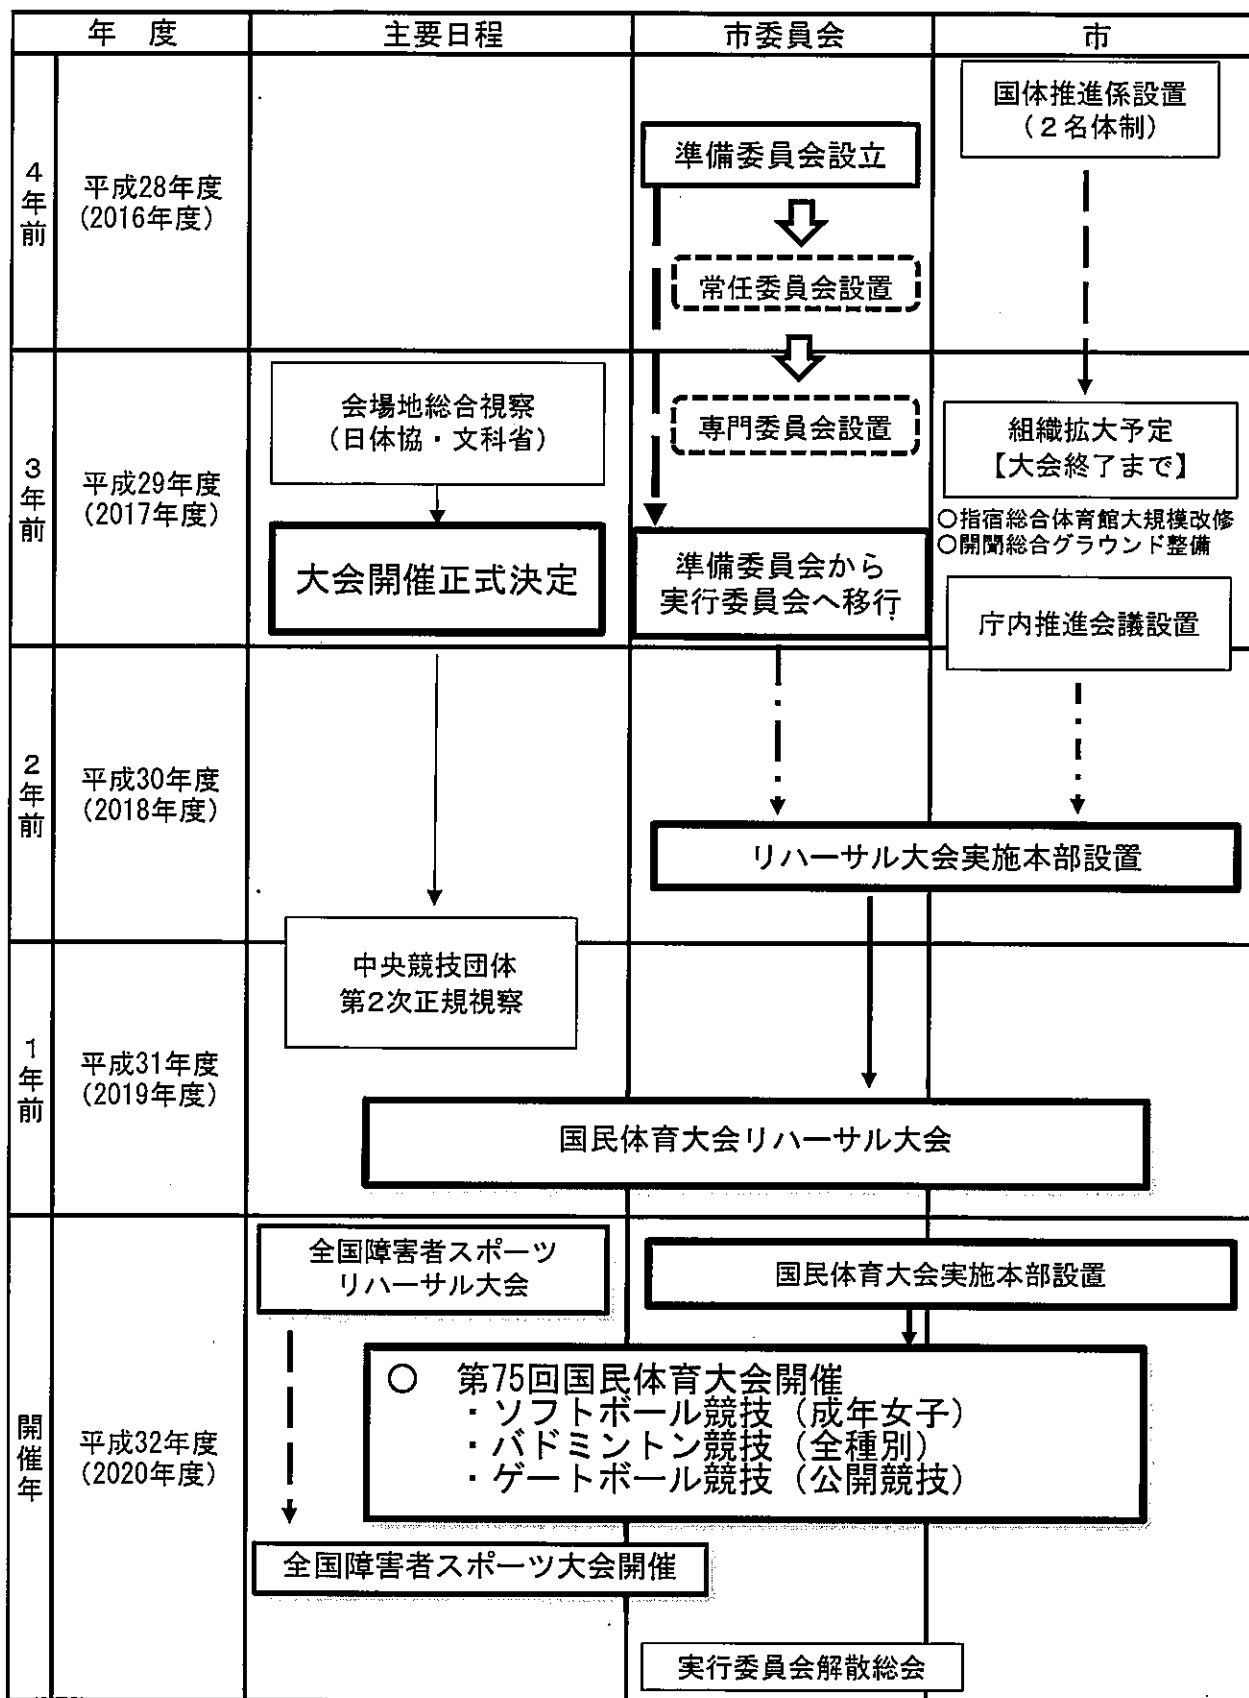 年 度
主要日程
市委員会
市
4年前
平成28年度
(2016年度)
準備委員会設立
常任委員会設置
国体推進係設置
(2名体制)
3年前
平成29年度
(2017年度)
会場地総合視察
(日体協・文科省)
大会開催正式決定
専門委員会設置
準備委員会から
実行委員会へ移行
組織拡大予定
【大会終了まで】
○指宿総合体育館大規模改修
○開聞総合グラウンド整備
庁内推進会議設置
2年前
平成30年度
(2018年度)
リハーサル大会実施本部設置
1年前
平成31年度
(2019年度)
中央競技団体
第2次正規視察
国民体育大会リハーサル大会
開催年
平成32年度
(2020年度)
全国障害者スポーツ
リハーサル大会
国民体育大会実施本部設置
○ 第75回国民体育大会開催
・ソフトボール競技(成年女子)
・バドミントン競技(全種別)
・ゲートボール競技(公開競技)
全国障害者スポーツ大会開催
実行委員会解散総会